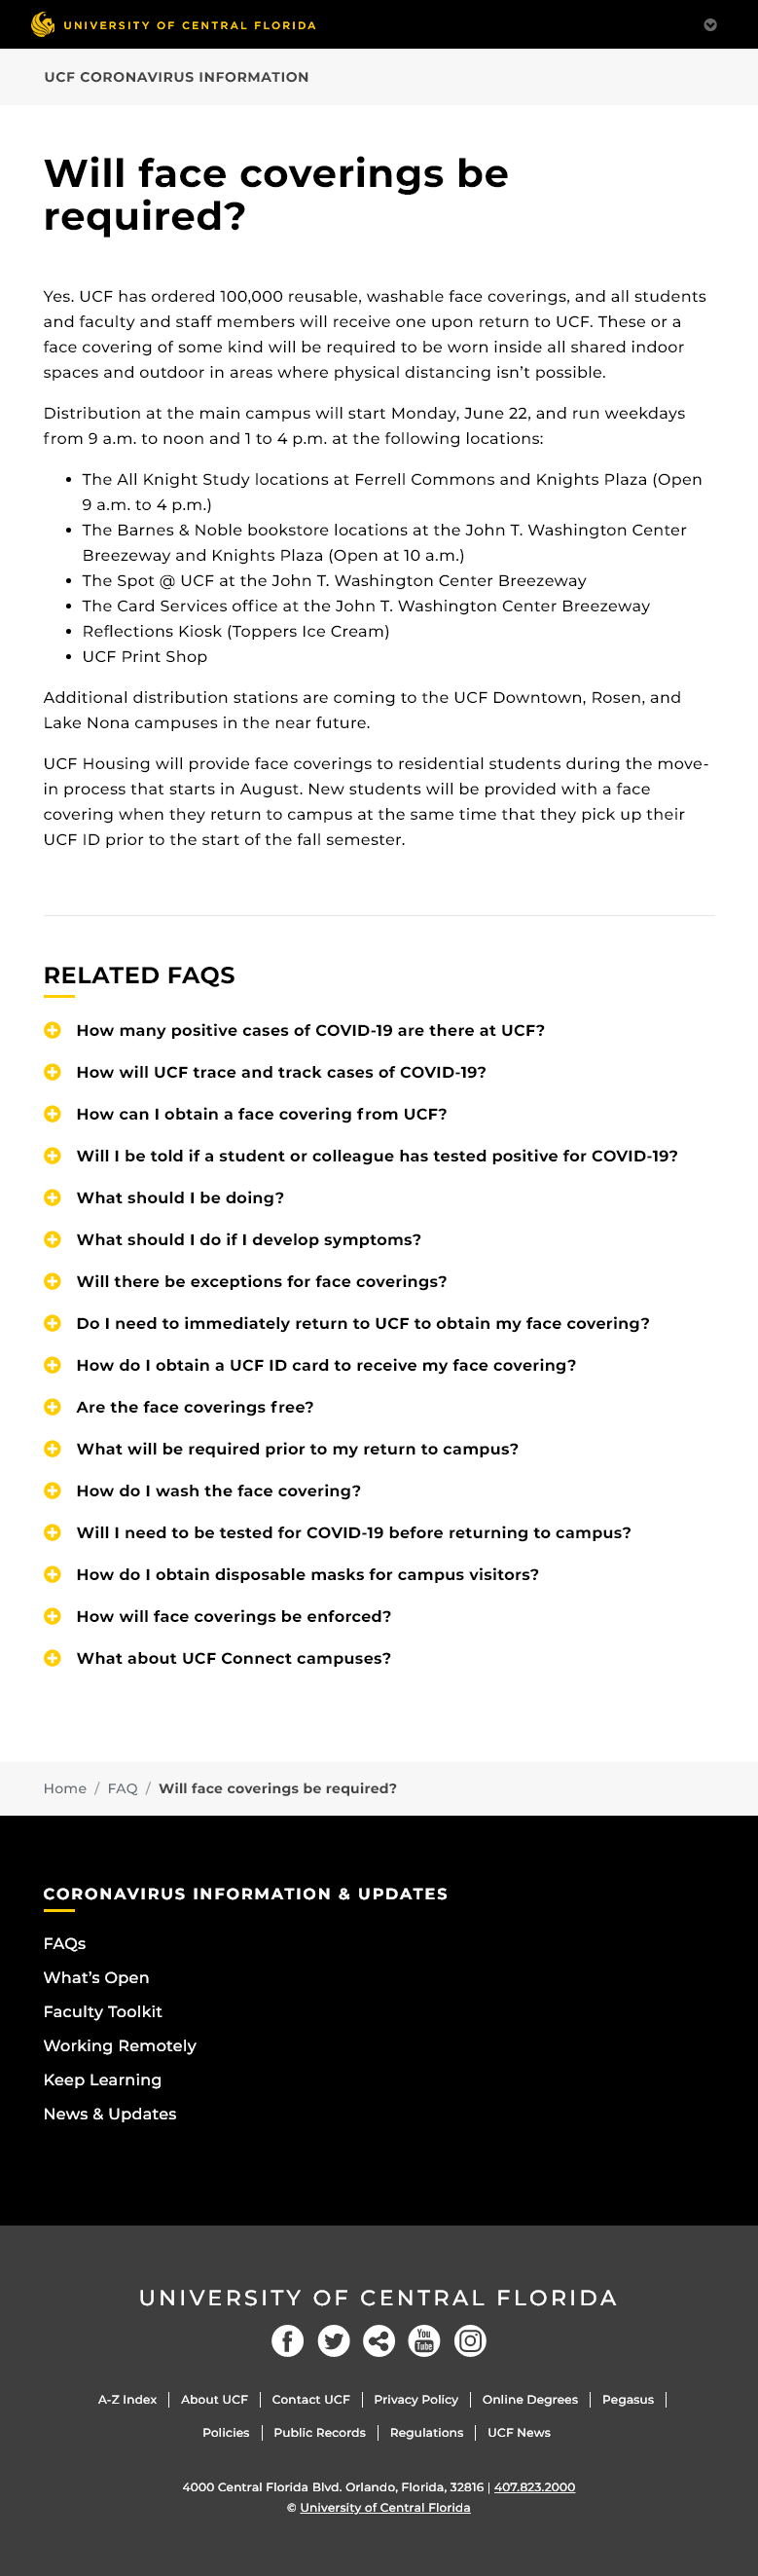 UNIVERSITY OF CENTRAL FLORIDA
UCF CORONAVIRUS INFORMATION
Will face coverings be
required?
Yes. UCF has ordered 100,000 reusable, washable face coverings, and all students
and faculty and staff members will receive one upon return to UCF. These or a
face covering of some kind will be required to be worn inside all shared indoor
spaces and outdoor in areas where physical distancing isn’t possible.
Distribution at the main campus will start Monday, June 22, and run weekdays
from 9 a.m. to noon and 1 to 4 p.m. at the following locations:
• The All Knight Study locations at Ferrell Commons and Knights Plaza (Open
9 a.m. to 4 p.m.)
• The Barnes & Noble bookstore locations at the John T. Washington Center
Breezeway and Knights Plaza (Open at 10 a.m.)
• The Spot @ UCF at the John T. Washington Center Breezeway
• The Card Services office at the John T. Washington Center Breezeway
• Reflections Kiosk (Toppers Ice Cream)
• UCF Print Shop
Additional distribution stations are coming to the UCF Downtown, Rosen, and
Lake Nona campuses in the near future.
UCF Housing will provide face coverings to residential students during the move-
in process that starts in August. New students will be provided with a face
covering when they return to campus at the same time that they pick up their
UCF ID prior to the start of the fall semester.
RELATED FAQS
How many positive cases of COVID-19 are there at UCF?
How will UCF trace and track cases of COVID-19?
How can I obtain a face covering from UCF?
Will I be told if a student or colleague has tested positive for COVID-19?
What should I be doing?
What should I do if I develop symptoms?
Will there be exceptions for face coverings?
Do I need to immediately return to UCF to obtain my face covering?
How do I obtain a UCF ID card to receive my face covering?
Are the face coverings free?
What will be required prior to my return to campus?
How do I wash the face covering?
Will I need to be tested for COVID-19 before returning to campus?
How do I obtain disposable masks for campus visitors?
How will face coverings be enforced?
What about UCF Connect campuses?
Home / FAQ / Will face coverings be required?
CORONAVIRUS INFORMATION & UPDATES
FAQs
What’s Open
Faculty Toolkit
Working Remotely
Keep Learning
News & Updates
UNIVERSITY OF CENTRAL FLORIDA
You Tube
A-Z Index | About UCF | Contact UCF | Privacy Policy | Online Degrees | Pegasus |
Policies | Public Records | Regulations | UCF News
4000 Central Florida Blvd. Orlando, Florida, 32816 | 407.823.2000
© University of Central Florida